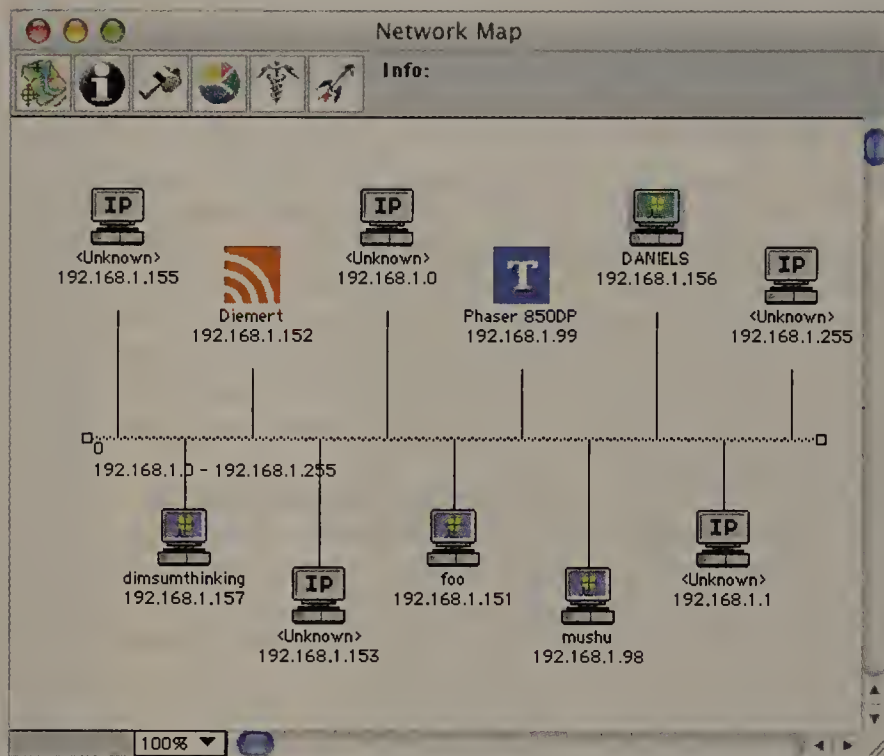 Network Map
Info:
IP
<Unknown>
192.168.1.155
Diemert
192.168.1.152
IP
<Unknown>
192.168.1.0
T
Phaser 850DP
192.168.1.99
DANIELS
192.168.1.156
IP
<Unknown>
192.168.1.255
0
192.168.1.0 - 192.168.1.255
dimsumthinking
192.168.1.157
IP
<Unknown>
192.168.1.153
foo
192.168.1.151
mushu
192.168.1.98
IP
<Unknown>
192.168.1.1
100%